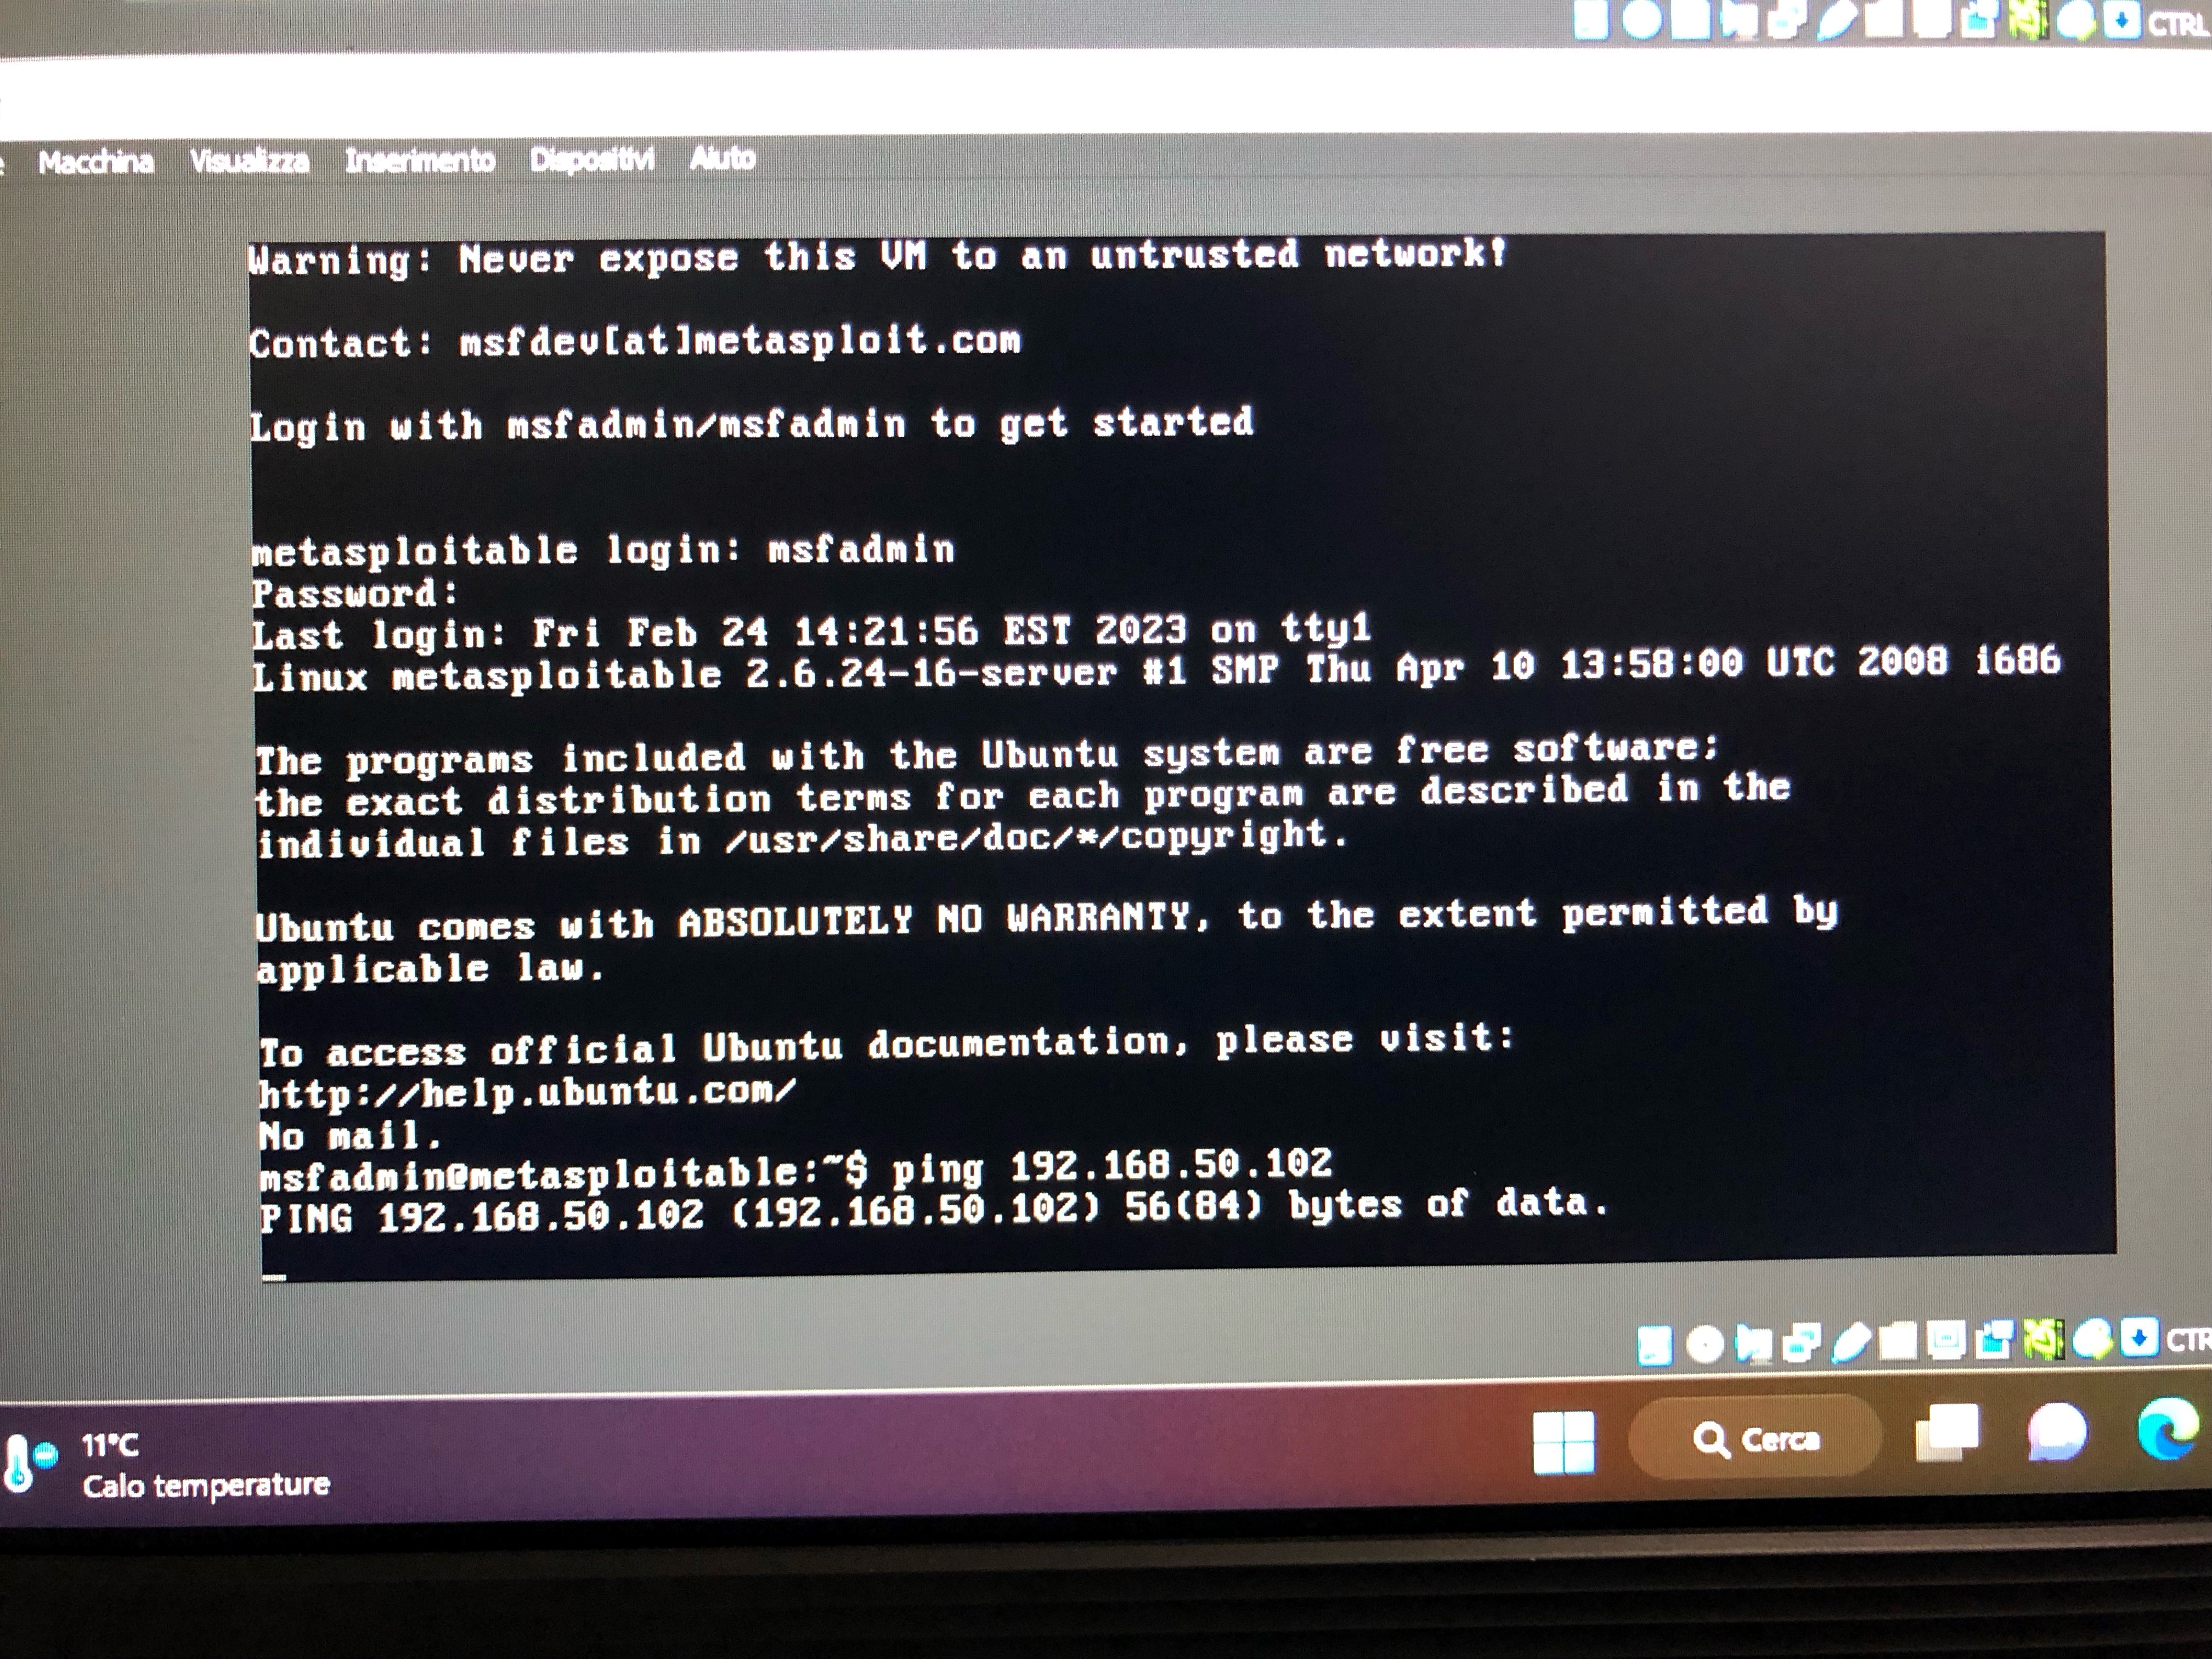 CTRL
Macchina Visualizza Inserimento Dispositivi Aiuto
Warning: Never expose this VM to an untrusted network!
Contact: msfdev[at]metasploit.com
Login with msfadmin/msfadmin to get started
metasploitable login: msfadmin
Password:
Last login: Fri Feb 24 14:21:56 EST 2023 on tty1
Linux metasploitable 2.6.24-16-server #1 SMP Thu Apr 10 13:58:00 UTC 2008 i686
The programs included with the Ubuntu system are free software;
the exact distribution terms for each program are described in the
individual files in /usr/share/doc/*/copyright.
Ubuntu comes with ABSOLUTELY NO WARRANTY, to the extent permitted by
applicable law.
To access official Ubuntu documentation, please visit:
http://help.ubuntu.com/
No mail.
msfadmin@metasploitable:~$ ping 192.168.50.102
PING 192.168.50.102 (192.168.50.102) 56(84) bytes of data.
CTR
11°C
Calo temperature
Cerca